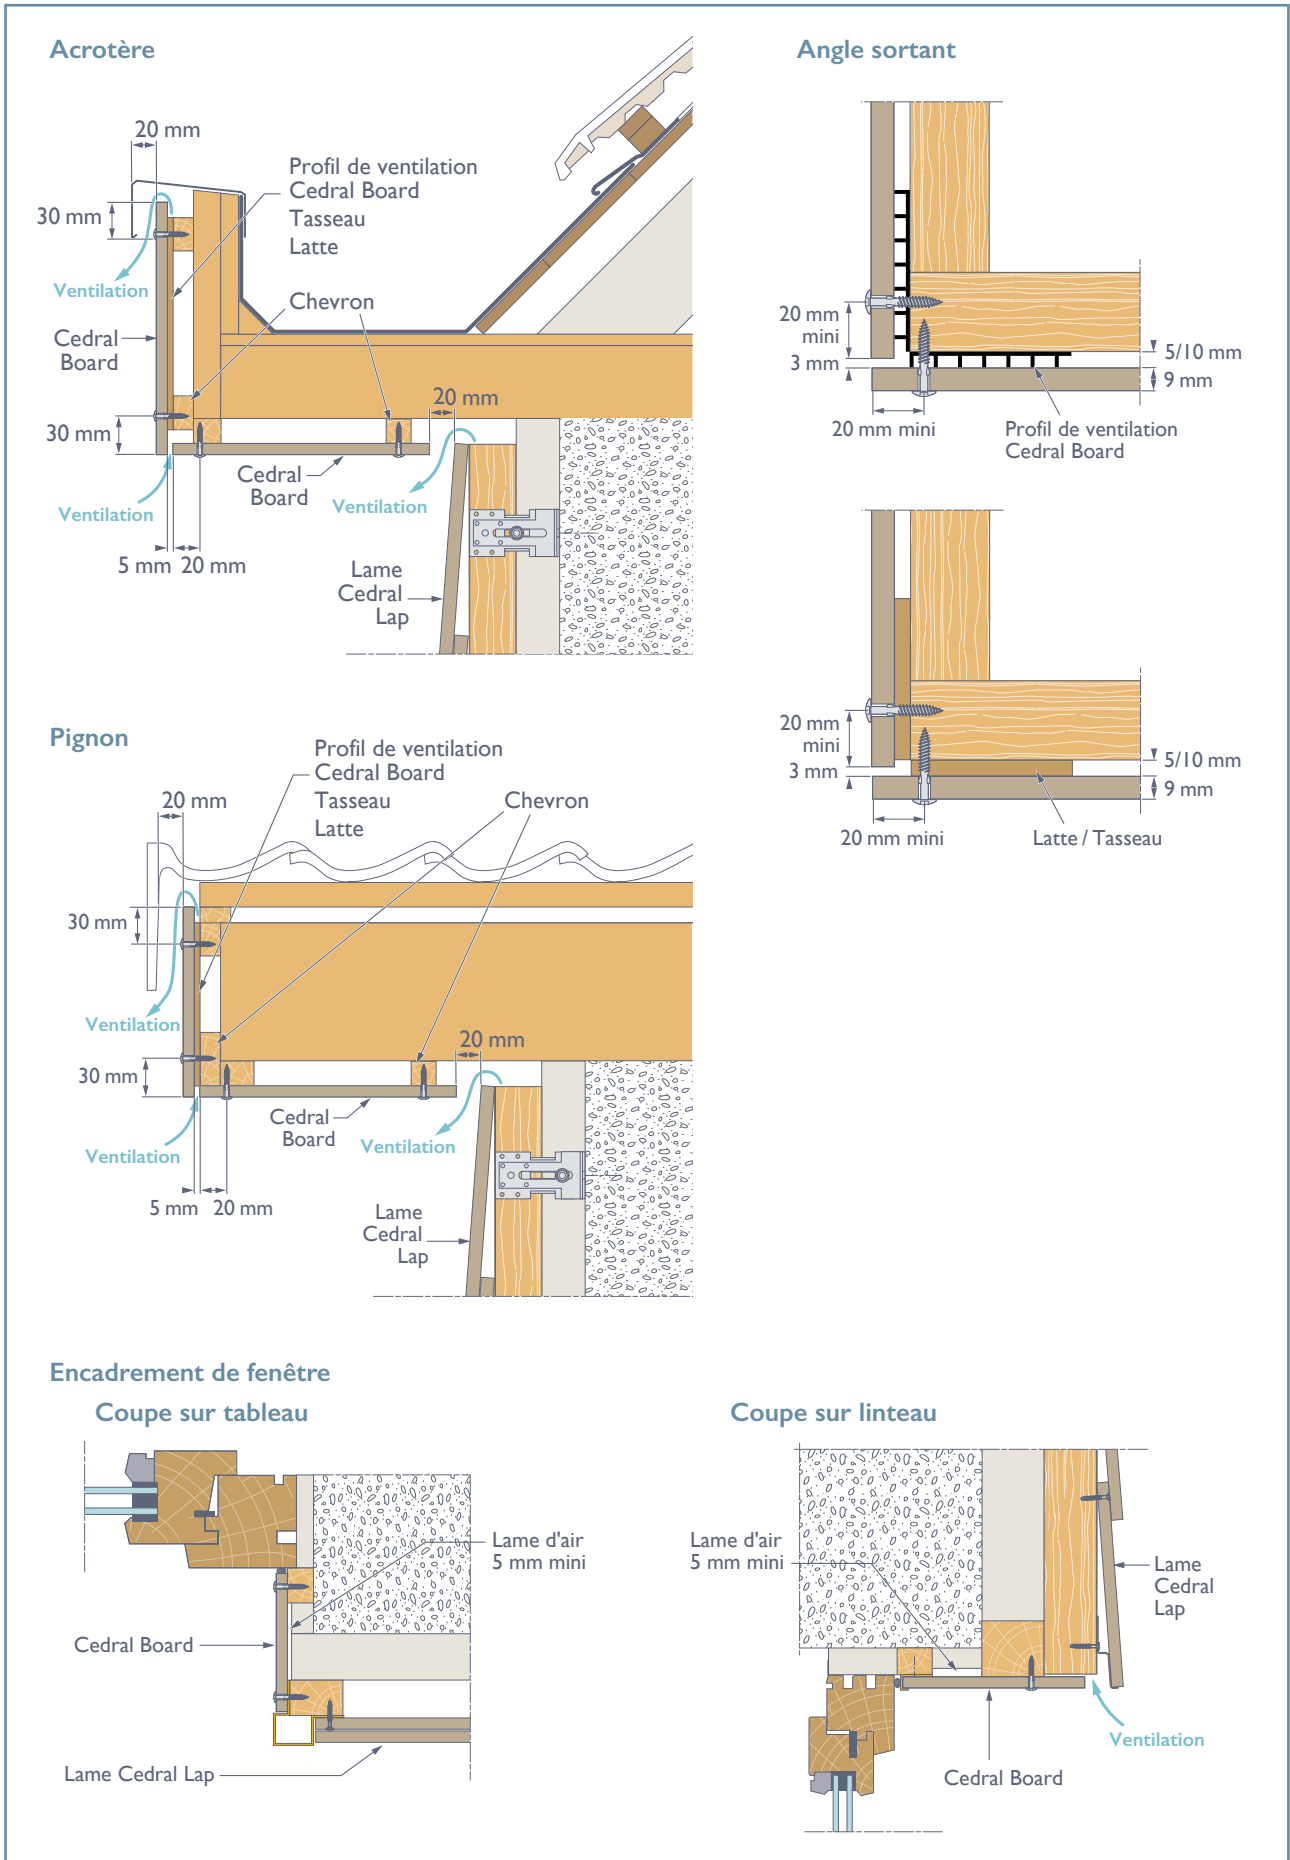 Acrotère
20 mm
Profil de ventilation
Cedral Board
Tasseau
Latte
30 mm
Ventilation
Chevron
Cedral
Board
20 mm
30 mm
Cedral
Board
Ventilation
Ventilation
5 mm 20 mm
Lame
Cedral
Lap
Angle sortant
20 mm
mini
3 mm
5/10 mm
9 mm
20 mm mini
Profil de ventilation
Cedral Board
20 mm
mini
3 mm
5/10 mm
9 mm
20 mm mini
Latte / Tasseau
Pignon
Profil de ventilation
Cedral Board
Tasseau
Latte
20 mm
Chevron
30 mm
Ventilation
20 mm
30 mm
Cedral
Board
Ventilation
Ventilation
5 mm 20 mm
Lame
Cedral
Lap
Encadrement de fenêtre
Coupe sur tableau
Lame d'air
5 mm mini
Cedral Board
Lame Cedral Lap
Coupe sur linteau
Lame d'air
5 mm mini
Lame
Cedral
Lap
Ventilation
Cedral Board